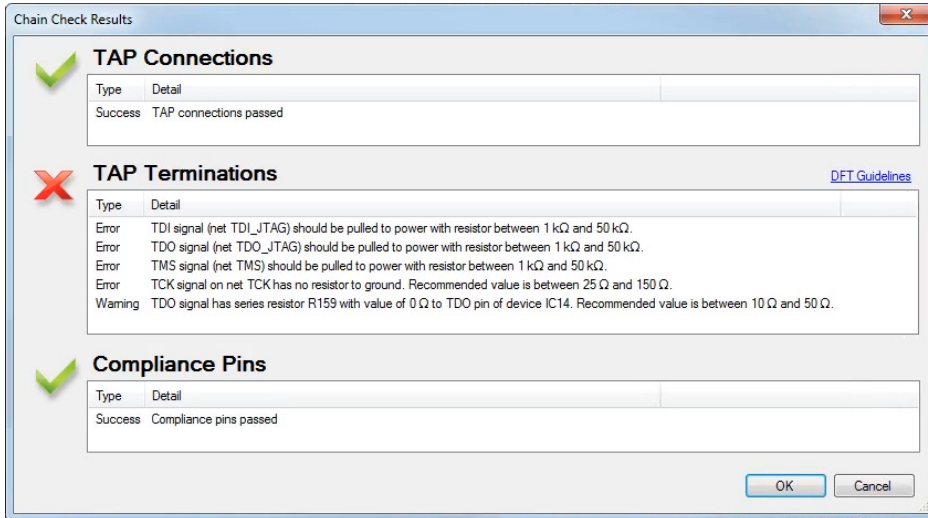 Chain Check Results
TAP Connections
Type Detail
Success TAP connections passed
TAP Terminations
DFT Guidelines
Type Detail
Error TDI signal (net TDI_JTAG) should be pulled to power with resistor between 1 kΩ and 50 kΩ.
Error TDO signal (net TDO_JTAG) should be pulled to power with resistor between 1 kΩ and 50 kΩ.
Error TMS signal (net TMS) should be pulled to power with resistor between 1 kΩ and 50 kΩ.
Error TCK signal on net TCK has no resistor to ground. Recommended value is between 25 Ω and 150 Ω.
Warning TDO signal has series resistor R159 with value of 0 Ω to TDO pin of device IC14. Recommended value is between 10 Ω and 50 Ω.
Compliance Pins
Type Detail
Success Compliance pins passed
OK Cancel